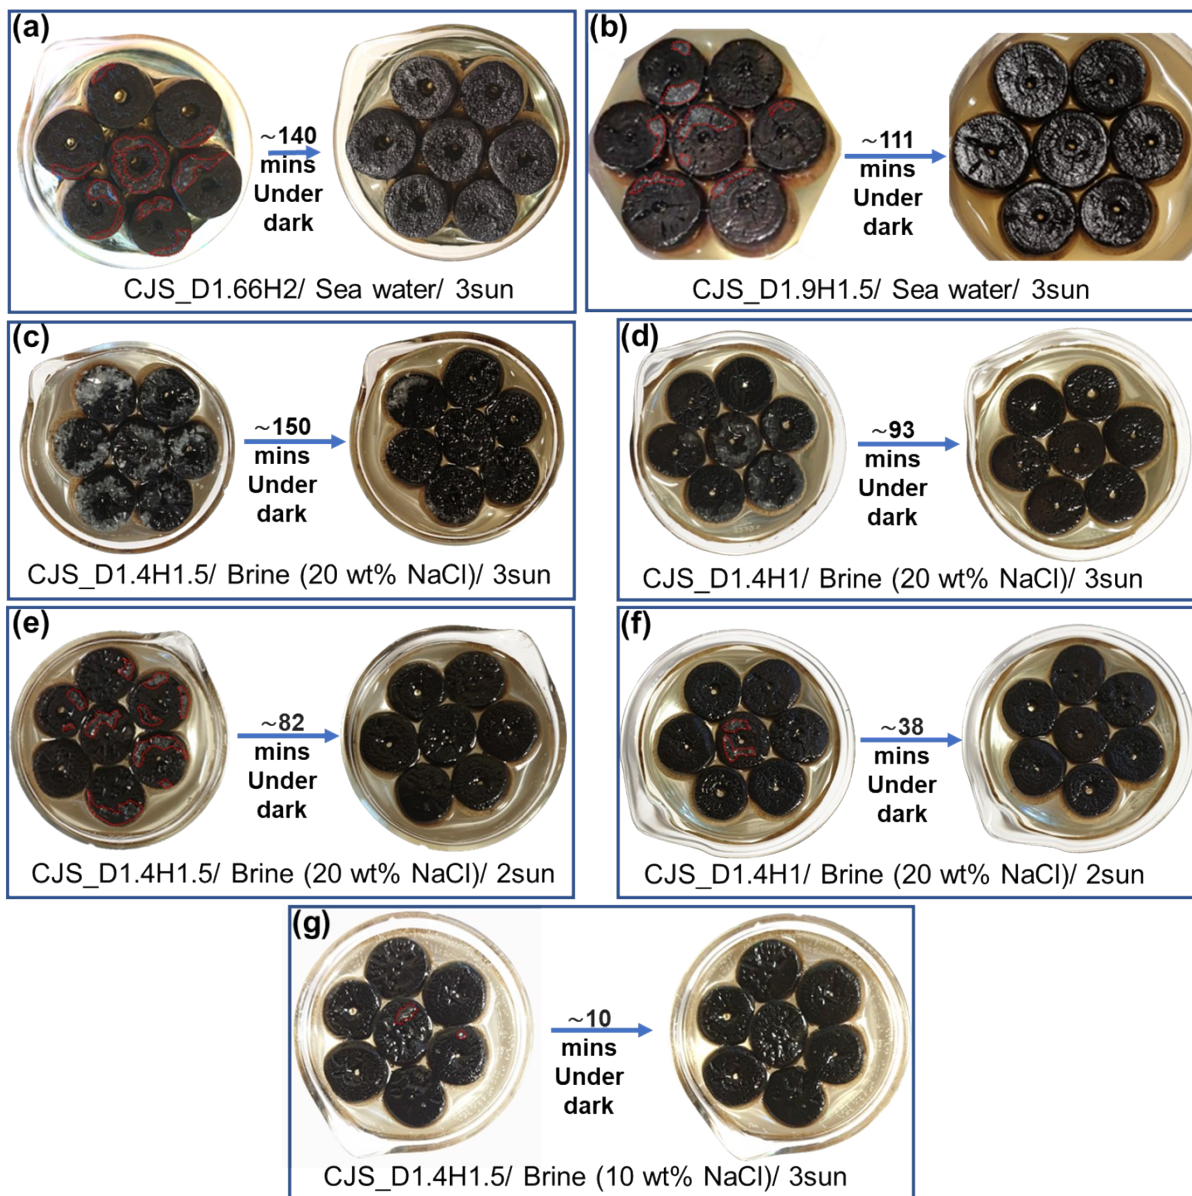 (a)
~140
mins
Under
dark
CJS_D1.66H2/ Sea water/ 3sun
(b)
~111
mins
Under
dark
CJS_D1.9H1.5/ Sea water/ 3sun
(c)
~150
mins
Under
dark
CJS_D1.4H1.5/ Brine (20 wt% NaCl)/ 3sun
(d)
~93
mins
Under
dark
CJS_D1.4H1/ Brine (20 wt% NaCl)/ 3sun
(e)
~82
mins
Under
dark
CJS_D1.4H1.5/ Brine (20 wt% NaCl)/ 2sun
(f)
~38
mins
Under
dark
CJS_D1.4H1/ Brine (20 wt% NaCl)/ 2sun
(g)
~10
mins
Under
dark
CJS_D1.4H1.5/ Brine (10 wt% NaCl)/ 3sun